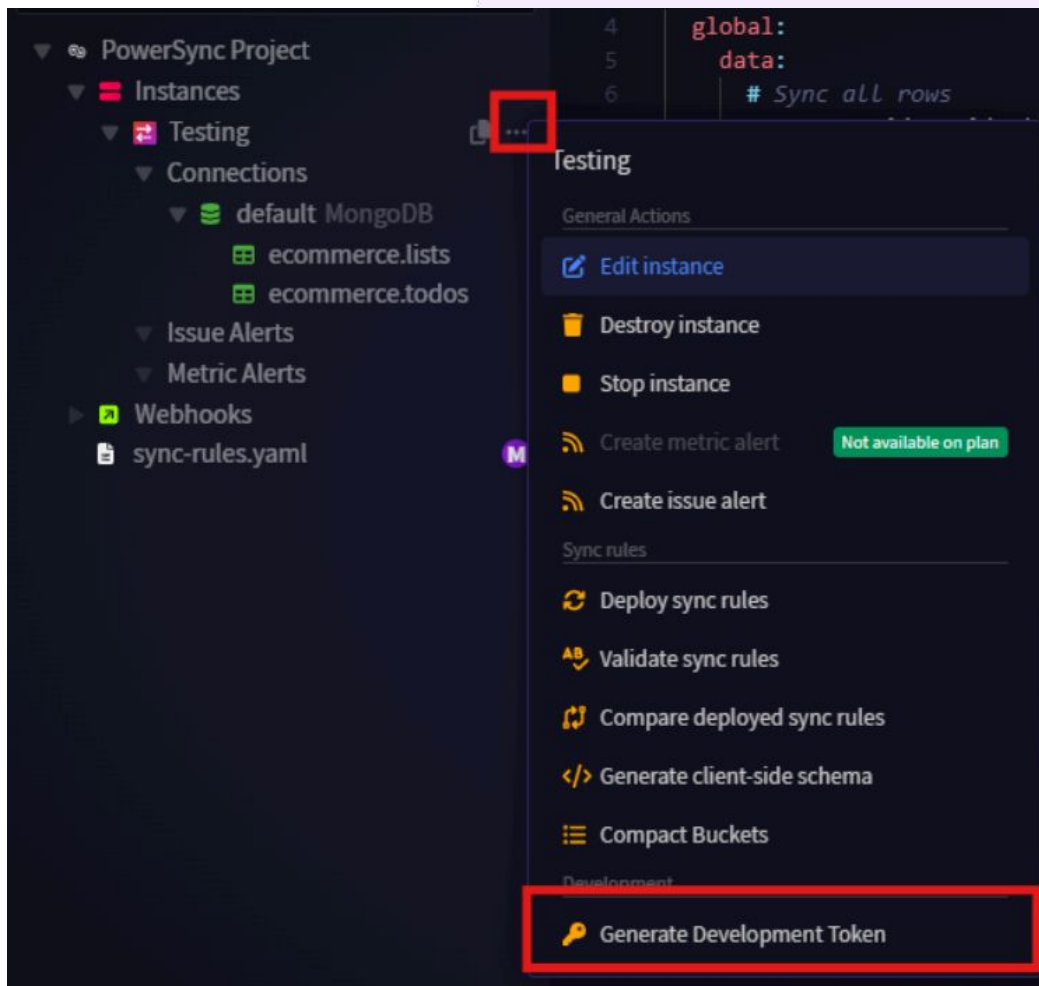 PowerSync Project
Instances
Testing
Connections
default MongoDB
ecommerce.lists
ecommerce.todos
Issue Alerts
Metric Alerts
Webhooks
sync-rules.yaml
M
4 global:
5 data:
6 # Sync all rows
Testing
General Actions
Edit instance
Destroy instance
Stop instance
Create metric alert Not available on plan
Create issue alert
Sync rules
Deploy sync rules
Validate sync rules
Compare deployed sync rules
Generate client-side schema
Compact Buckets
Development
Generate Development Token